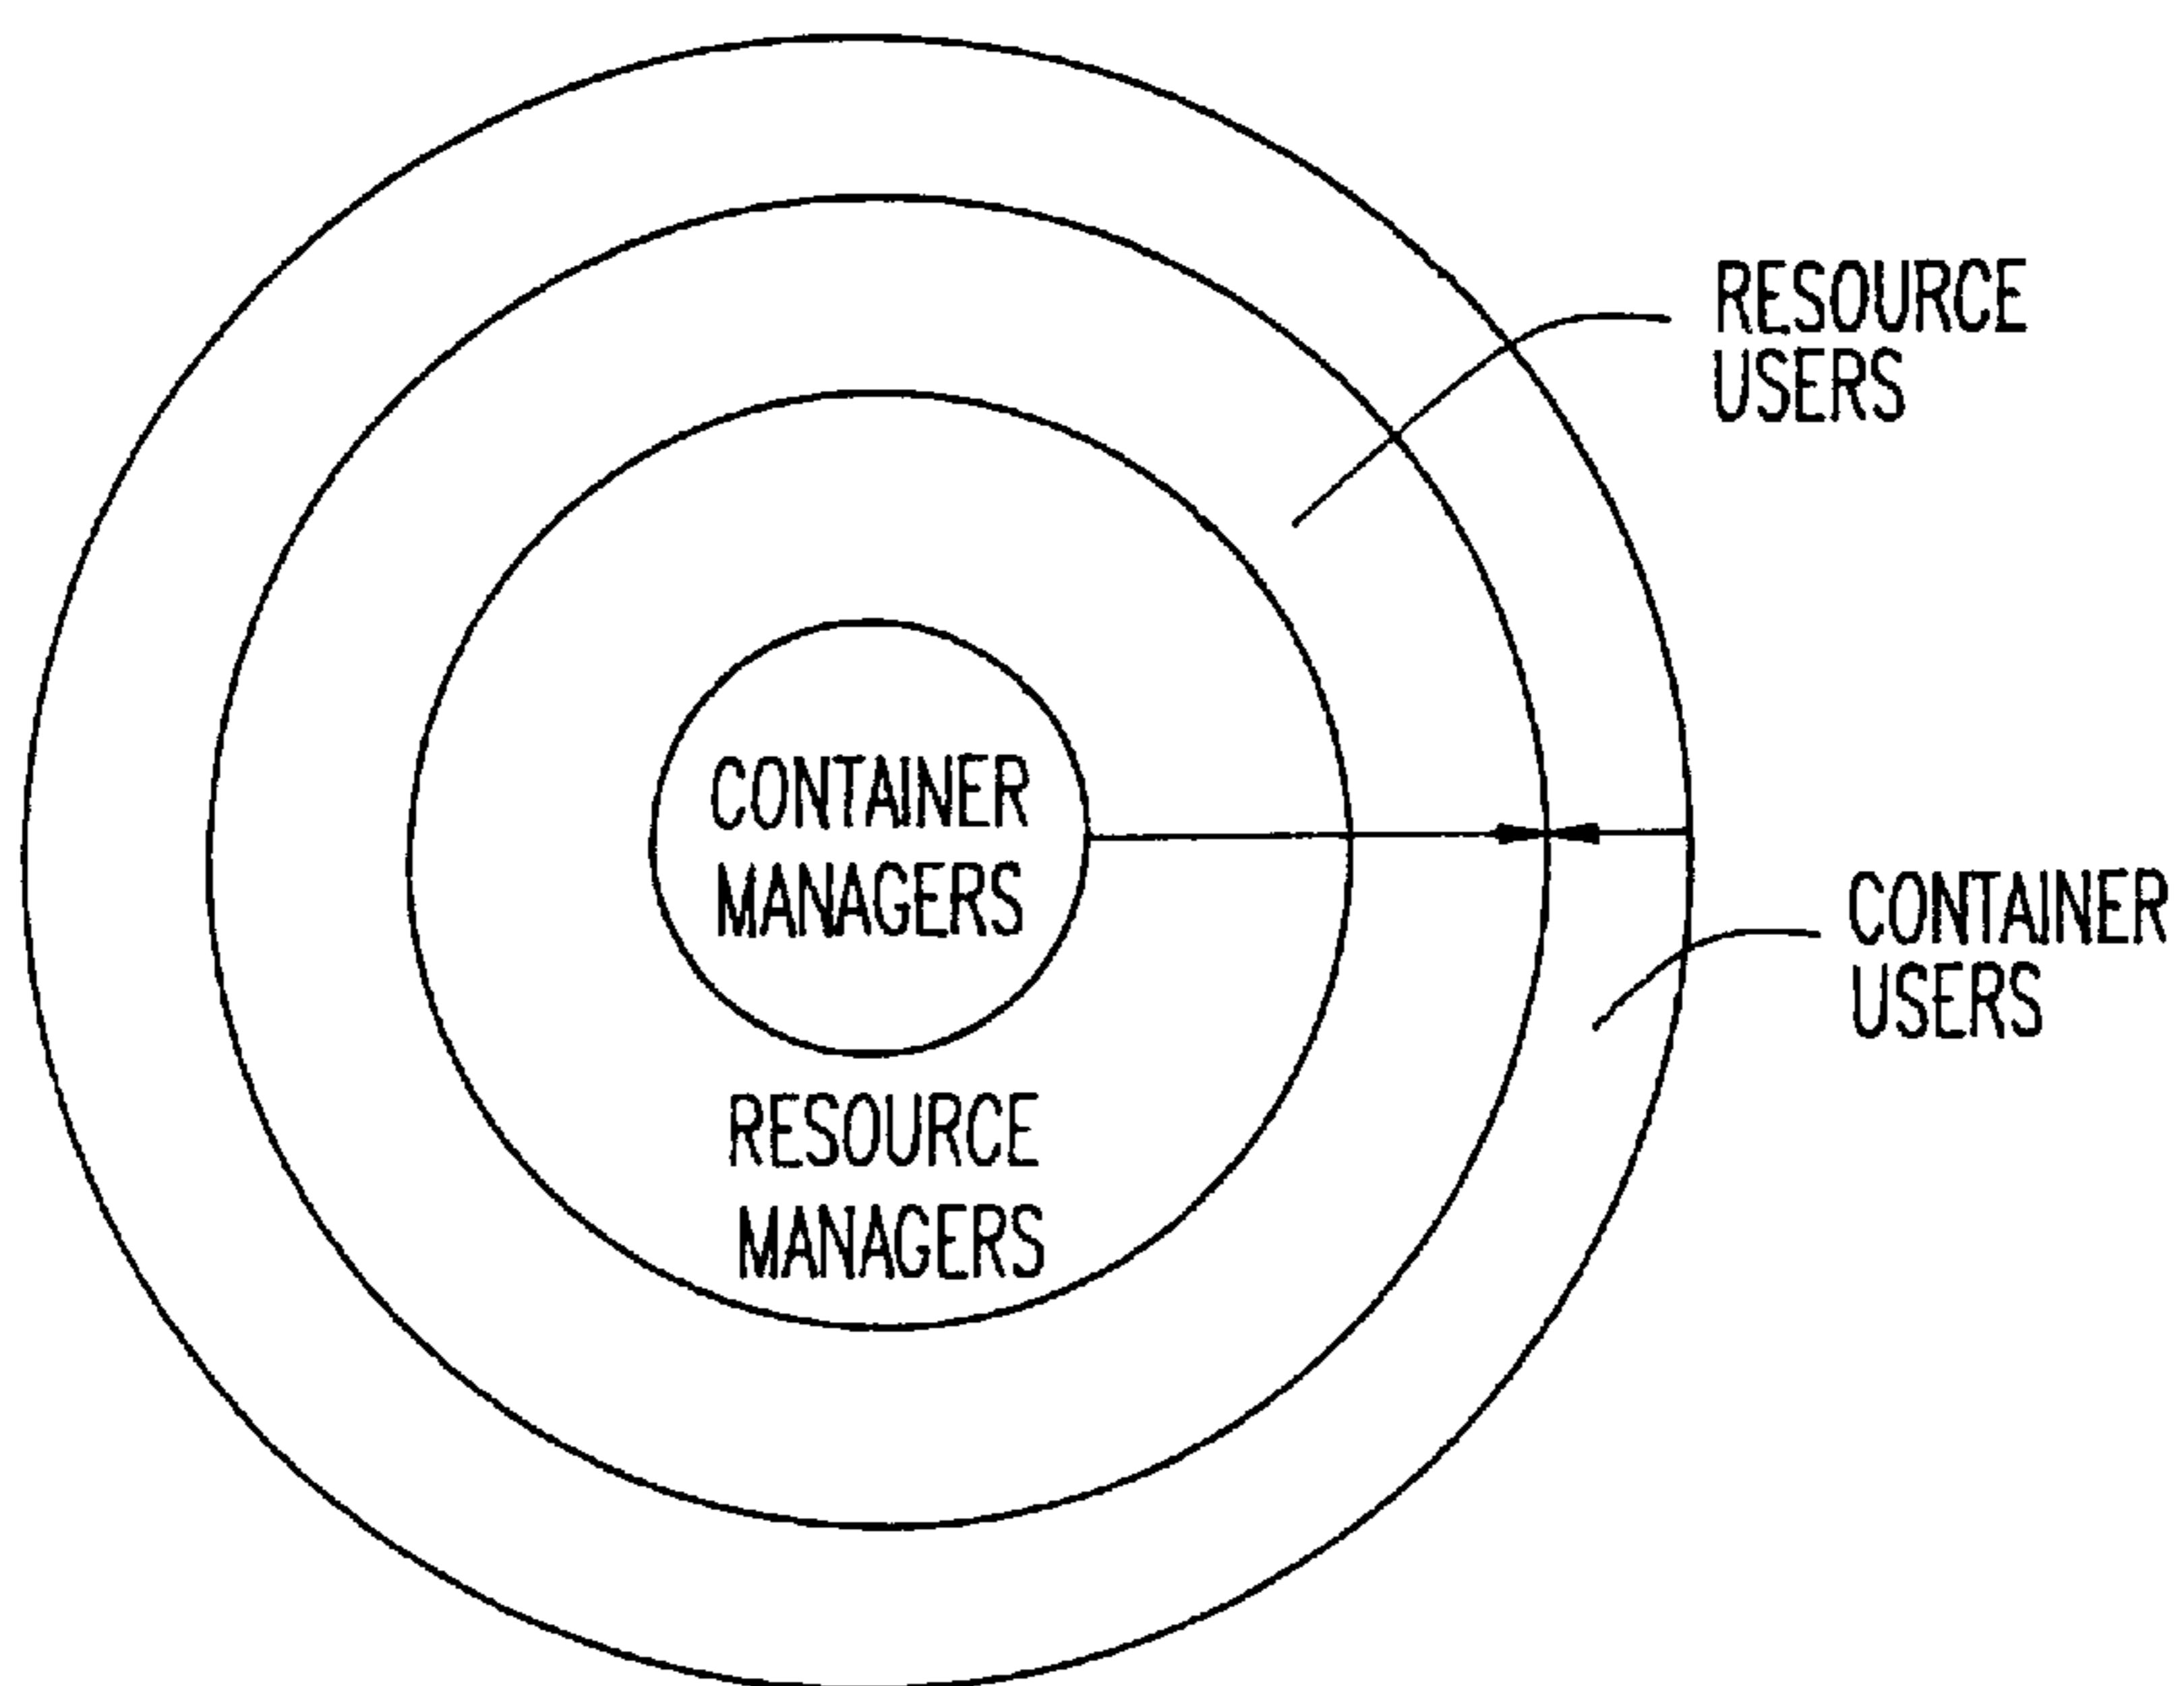 RESOURCE
USERS
CONTAINER
MANAGERS
CONTAINER
USERS
RESOURCE
MANAGERS